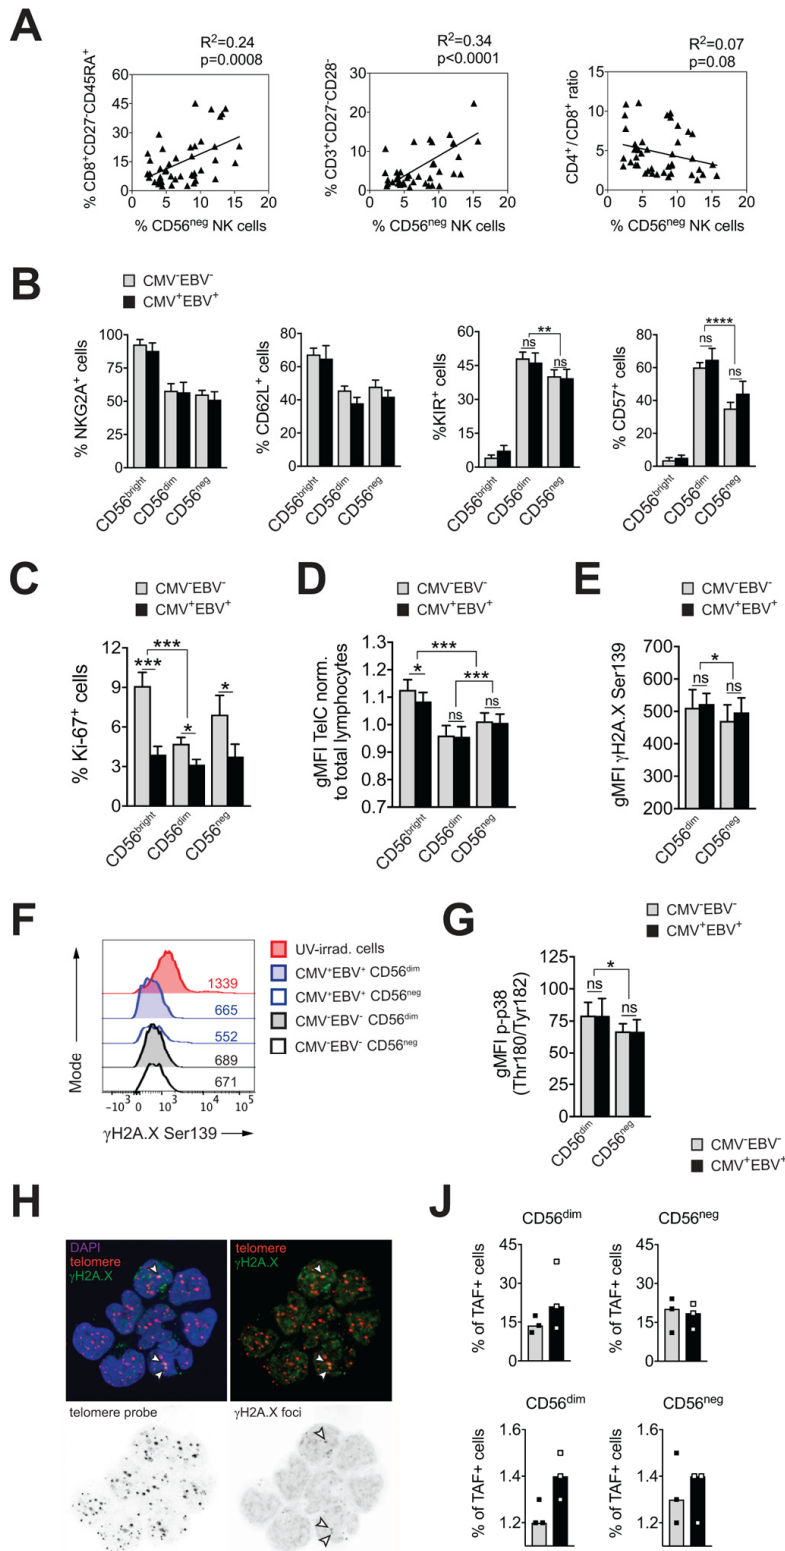 A
R²=0.24
p=0.0008
% CD8⁺CD27⁻CD45RA⁺
60
45
30
15
0
0 5 10 15 20
% CD56ⁿᵉᵍ NK cells
R²=0.34
p<0.0001
% CD3⁺CD27⁻CD28⁻
30
20
10
0
0 5 10 15 20
% CD56ⁿᵉᵍ NK cells
R²=0.07
p=0.08
CD4⁺/CD8⁺ ratio
15
10
5
0
0 5 10 15 20
% CD56ⁿᵉᵍ NK cells
B
CMV⁻EBV⁻
CMV⁺EBV⁺
% NKG2A⁺ cells
100
75
50
25
0
CD56ᵇʳⁱᵍʰᵗ
CD56ᵈⁱᵐ
CD56ⁿᵉᵍ
% CD62L⁺ cells
80
60
40
20
0
CD56ᵇʳⁱᵍʰᵗ
CD56ᵈⁱᵐ
CD56ⁿᵉᵍ
%KIR⁺ cells
60
45
30
15
0
**
ns
ns
CD56ᵇʳⁱᵍʰᵗ
CD56ᵈⁱᵐ
CD56ⁿᵉᵍ
% CD57⁺ cells
80
60
40
20
0
****
ns
ns
CD56ᵇʳⁱᵍʰᵗ
CD56ᵈⁱᵐ
CD56ⁿᵉᵍ
C
CMV⁻EBV⁻
CMV⁺EBV⁺
% Ki-67⁺ cells
12
9
6
3
0
***
***
*
*
CD56ᵇʳⁱᵍʰᵗ
CD56ᵈⁱᵐ
CD56ⁿᵉᵍ
D
CMV⁻EBV⁻
CMV⁺EBV⁺
gMFI TelC norm.
to total lymphocytes
1.3
1.2
1.1
1.0
0.9
0.8
0.7
***
*
***
ns
ns
CD56ᵇʳⁱᵍʰᵗ
CD56ᵈⁱᵐ
CD56ⁿᵉᵍ
E
CMV⁻EBV⁻
CMV⁺EBV⁺
gMFI γH2A.X Ser139
700
600
500
400
300
200
*
ns
ns
CD56ᵈⁱᵐ
CD56ⁿᵉᵍ
F
Mode
1339
665
552
689
671
−10³ 0 10³ 10⁴ 10⁵
γH2A.X Ser139
UV-irrad. cells
CMV⁺EBV⁺ CD56ᵈⁱᵐ
CMV⁺EBV⁺ CD56ⁿᵉᵍ
CMV⁻EBV⁻ CD56ᵈⁱᵐ
CMV⁻EBV⁻ CD56ⁿᵉᵍ
G
CMV⁻EBV⁻
CMV⁺EBV⁺
gMFI p-p38
(Thr180/Tyr182)
125
100
75
50
25
0
*
ns
ns
CD56ᵈⁱᵐ
CD56ⁿᵉᵍ
H
DAPI
telomere
γH2A.X
telomere
γH2A.X
telomere probe
γH2A.X foci
J
CMV⁻EBV⁻
CMV⁺EBV⁺
CD56ᵈⁱᵐ
% of TAF+ cells
45
30
15
0
CD56ⁿᵉᵍ
% of TAF+ cells
45
30
15
0
CD56ᵈⁱᵐ
% of TAF+ cells
1.6
1.4
1.2
CD56ⁿᵉᵍ
% of TAF+ cells
1.6
1.4
1.2